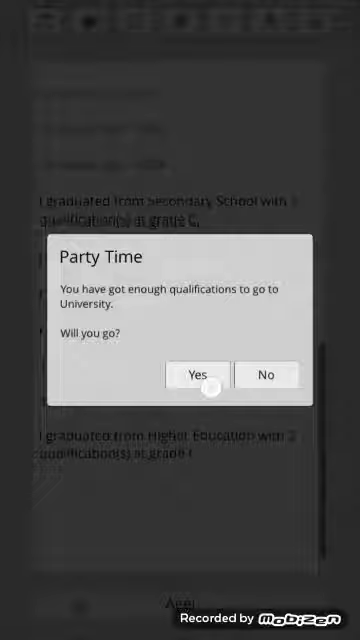 I graduated from Secondary School with
qualification(s) at grade C.
Party Time
You have got enough qualifications to go to
University.
Will you go?
Yes
No
I graduated from Higher Education with 2
qualification(s) at grade
Age
Recorded by MOBIZEN